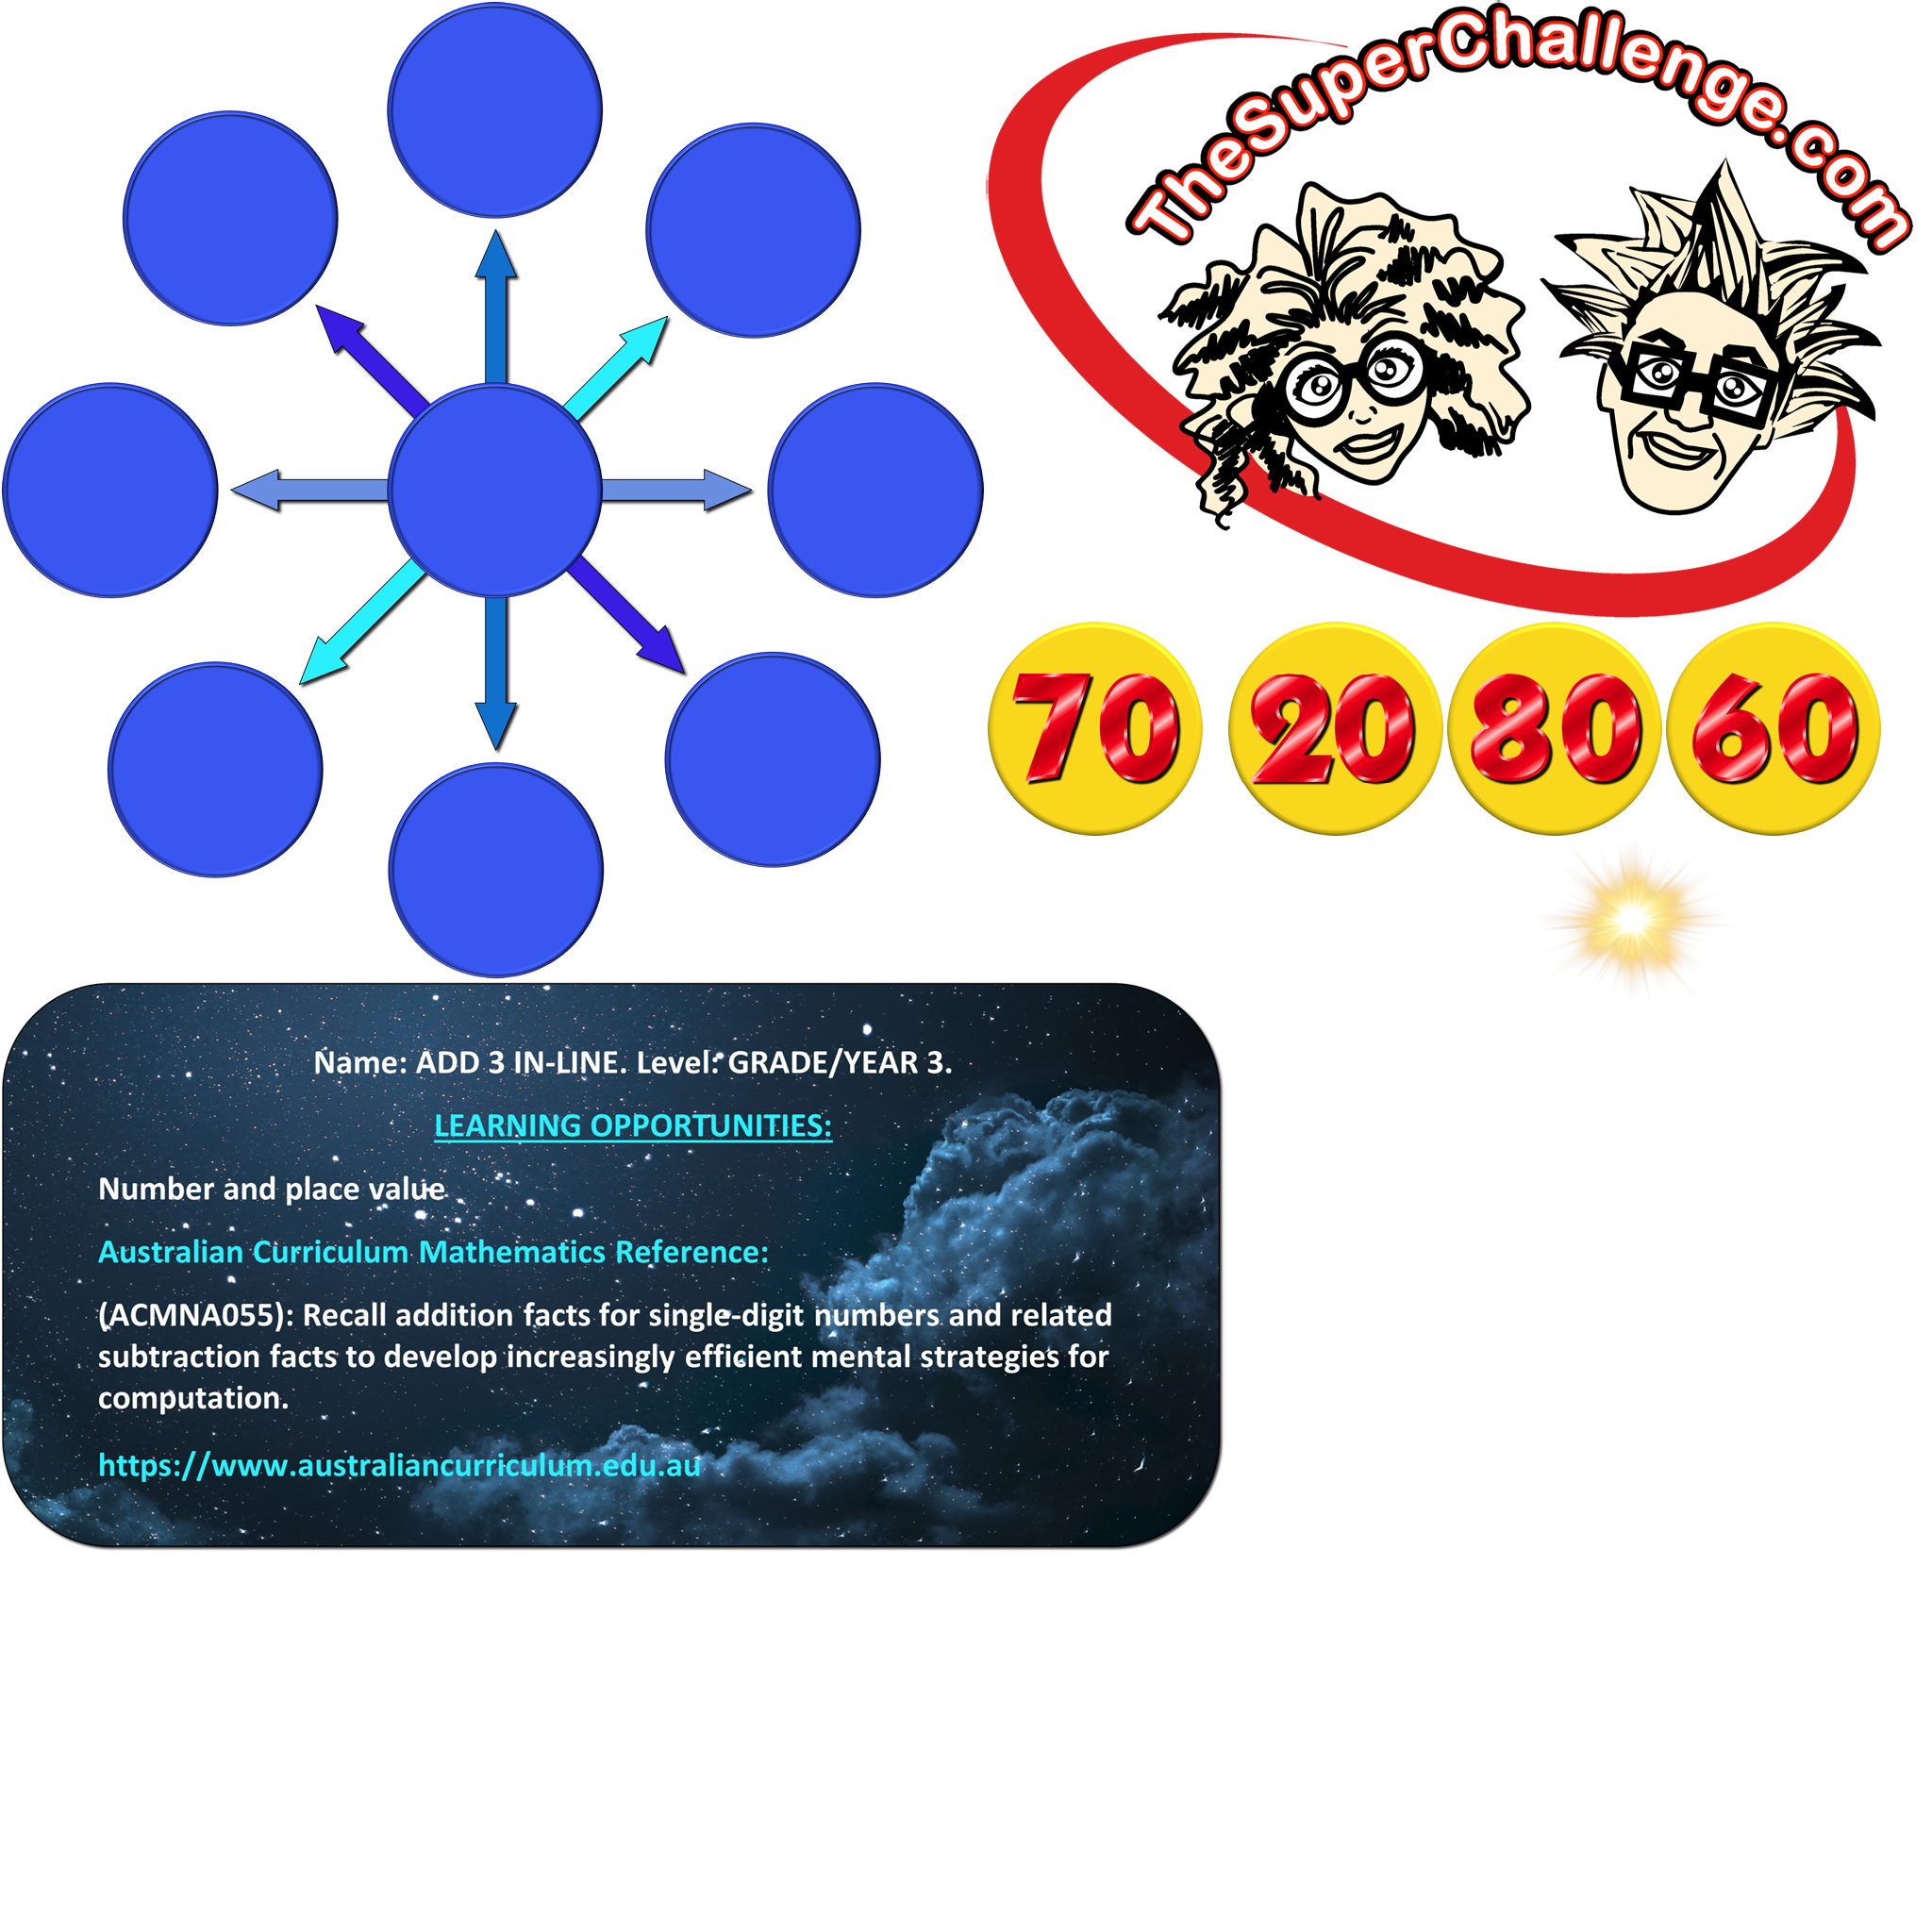 TheSuperChallenge.com
70 20 80 60
Name: ADD 3 IN-LINE. Level: GRADE/YEAR 3.
LEARNING OPPORTUNITIES:
Number and place value
Australian Curriculum Mathematics Reference:
(ACMNA055): Recall addition facts for single-digit numbers and related
subtraction facts to develop increasingly efficient mental strategies for
computation.
https://www.australiancurriculum.edu.au